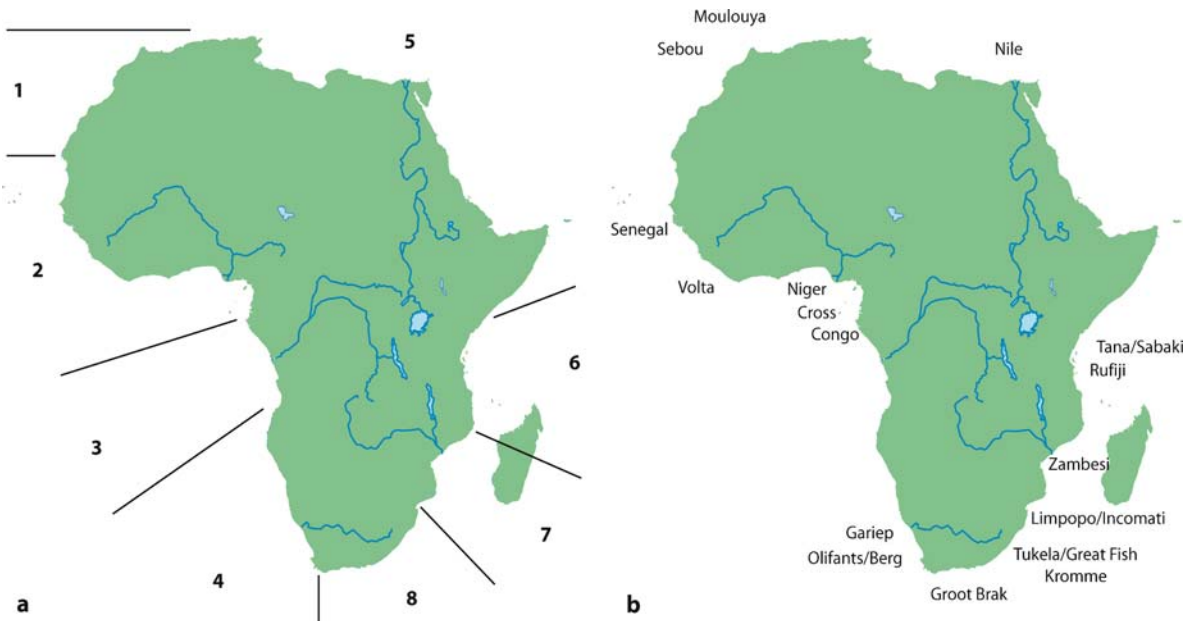 1
2
3
4
5
6
7
8
a
Moulouya
Sebou
Nile
Senegal
Volta
Niger
Cross
Congo
Tana/Sabaki
Rufiji
Zambesi
Limpopo/Incomati
Gariep
Olifants/Berg
Tukela/Great Fish
Kromme
Groot Brak
b